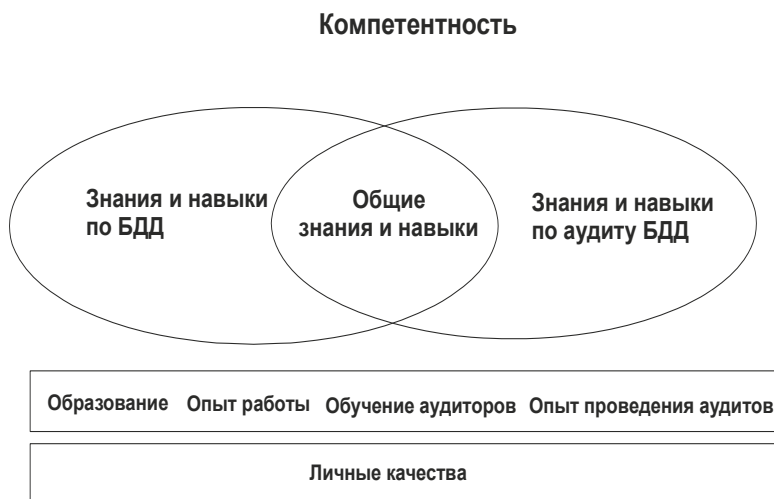 Компетентность
Знания и навыки
по БДД
Общие
знания и навыки
Знания и навыки
по аудиту БДД
Образование Опыт работы Обучение аудиторов Опыт проведения аудитов
Личные качества